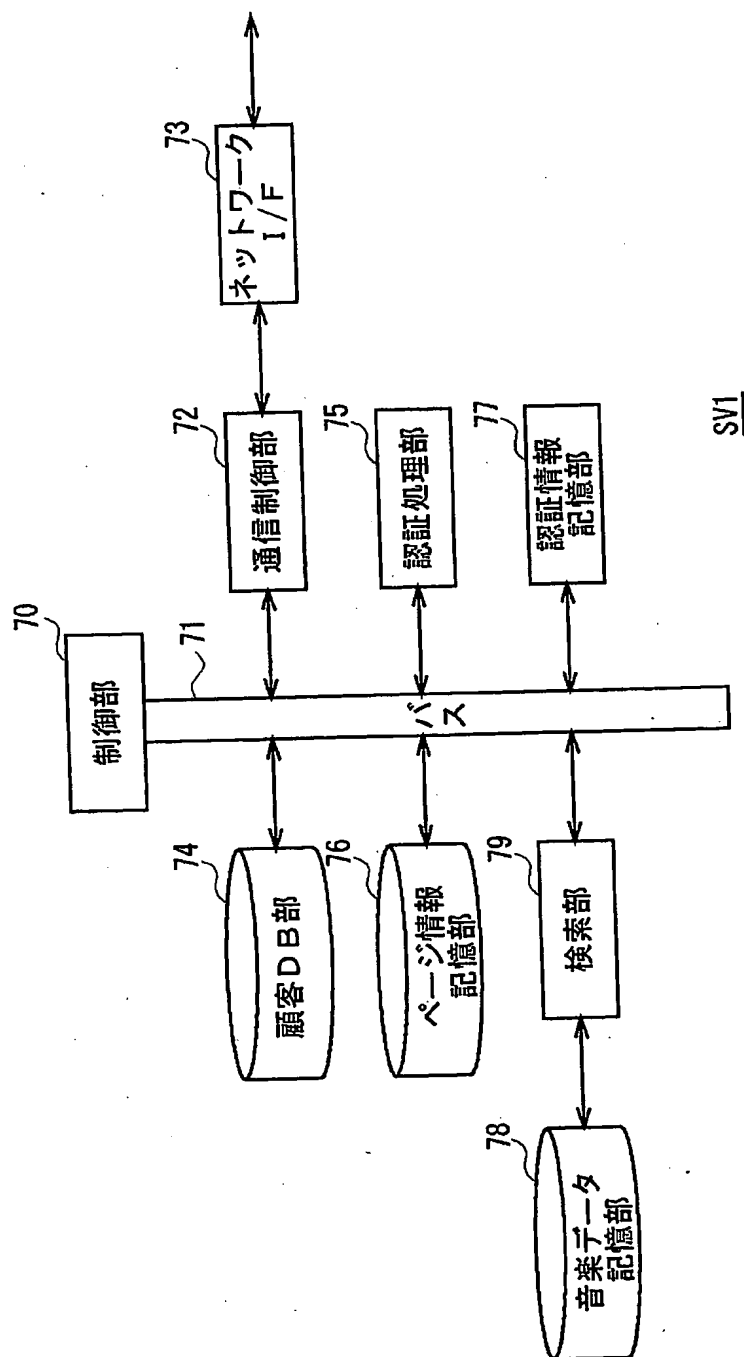 70
制御部
71
バス
72
通信制御部
73
ネットワーク
I/F
74
顧客DB部
75
認証処理部
76
ページ情報
記憶部
77
認証情報
記憶部
79
検索部
78
音楽データ
記憶部
SV1